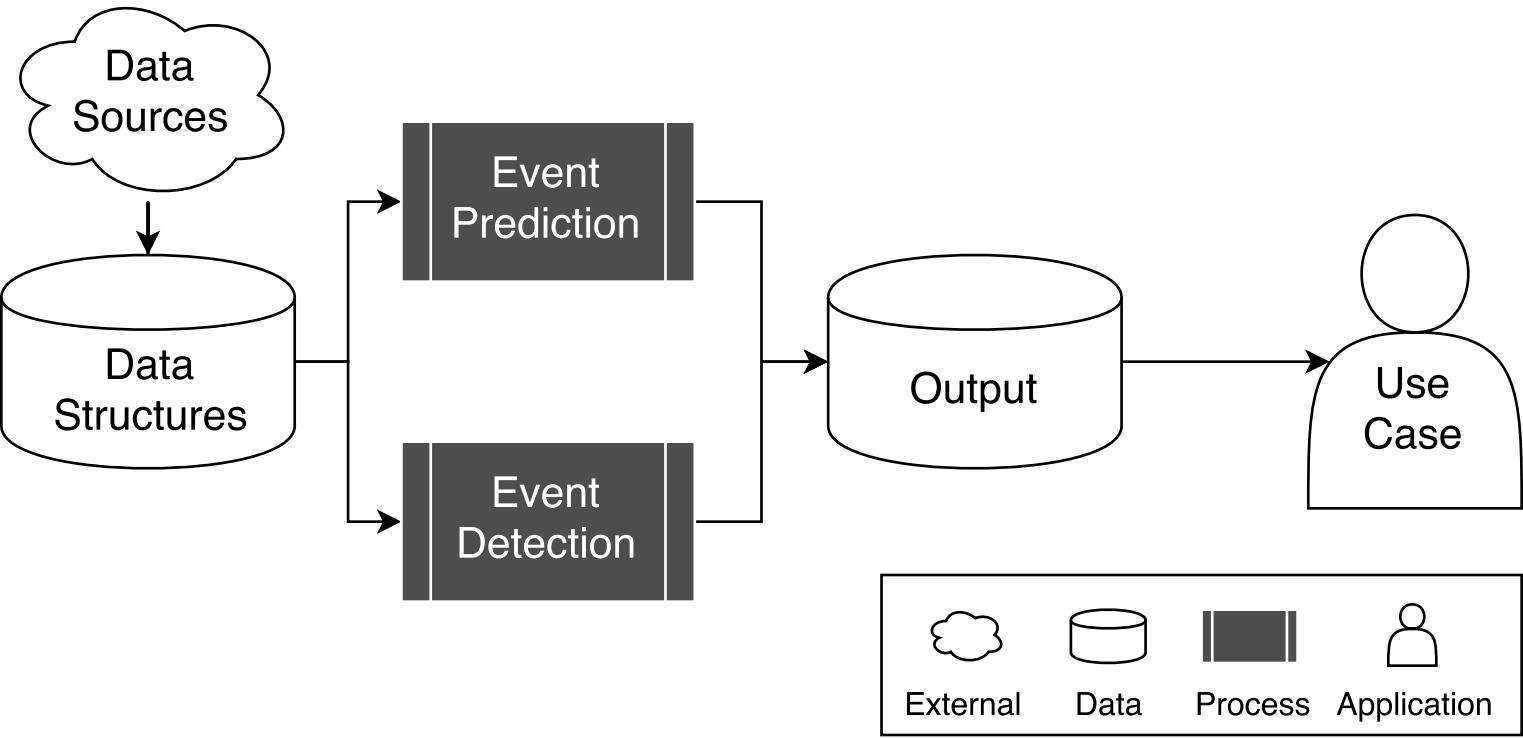 Data
Sources
Data
Structures
Event
Prediction
Event
Detection
Output
Use
Case
External
Data
Process
Application